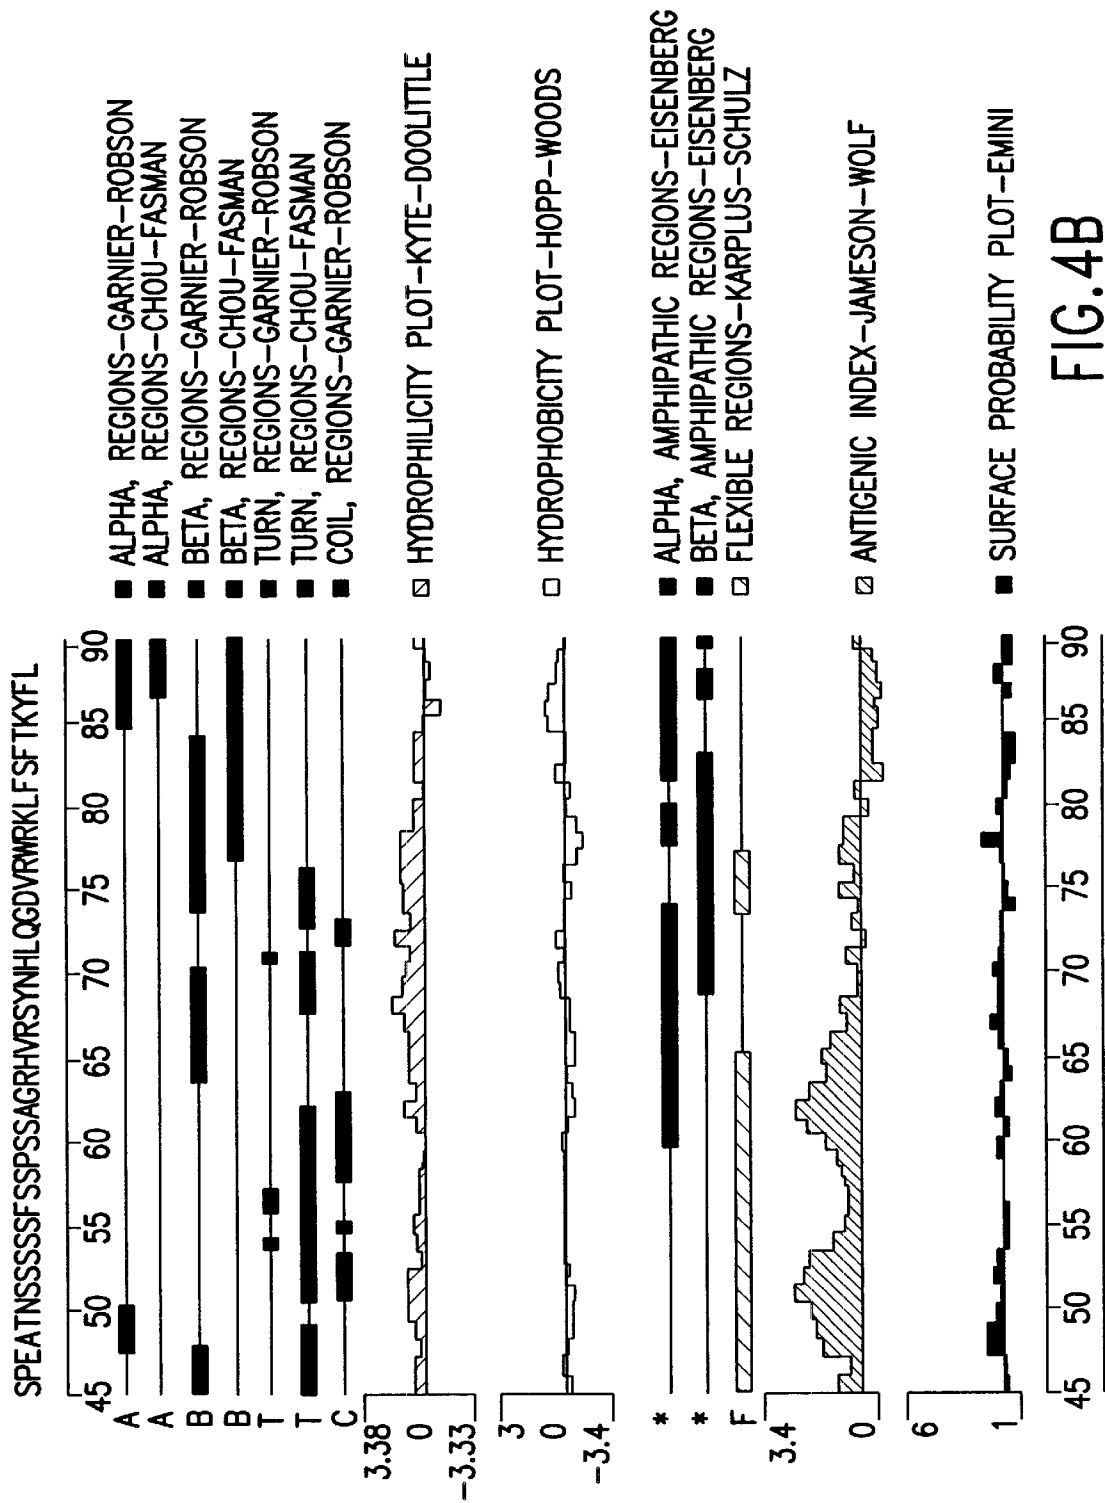 SPEATNSSSSSFSSPSSAGRHVRSYNHLQGDVRWRKLFSFTKYFL
45 50 55 60 65 70 75 80 85 90
A ALPHA, REGIONS-GARNIER-ROBSON
A ALPHA, REGIONS-CHOU-FASMAN
B BETA, REGIONS-GARNIER-ROBSON
B BETA, REGIONS-CHOU-FASMAN
T TURN, REGIONS-GARNIER-ROBSON
T TURN, REGIONS-CHOU-FASMAN
C COIL, REGIONS-GARNIER-ROBSON
3.38
0 HYDROPHILICITY PLOT-KYTE-DOOLITTLE
-3.33
3
0 HYDROPHOBICITY PLOT-HOPP-WOODS
-3.4
* ALPHA, AMPHIPATHIC REGIONS-EISENBERG
* BETA, AMPHIPATHIC REGIONS-EISENBERG
F FLEXIBLE REGIONS-KARPLUS-SCHULZ
3.4
0 ANTIGENIC INDEX-JAMESON-WOLF
6
1 SURFACE PROBABILITY PLOT-EMINI
45 50 55 60 65 70 75 80 85 90
FIG.4B